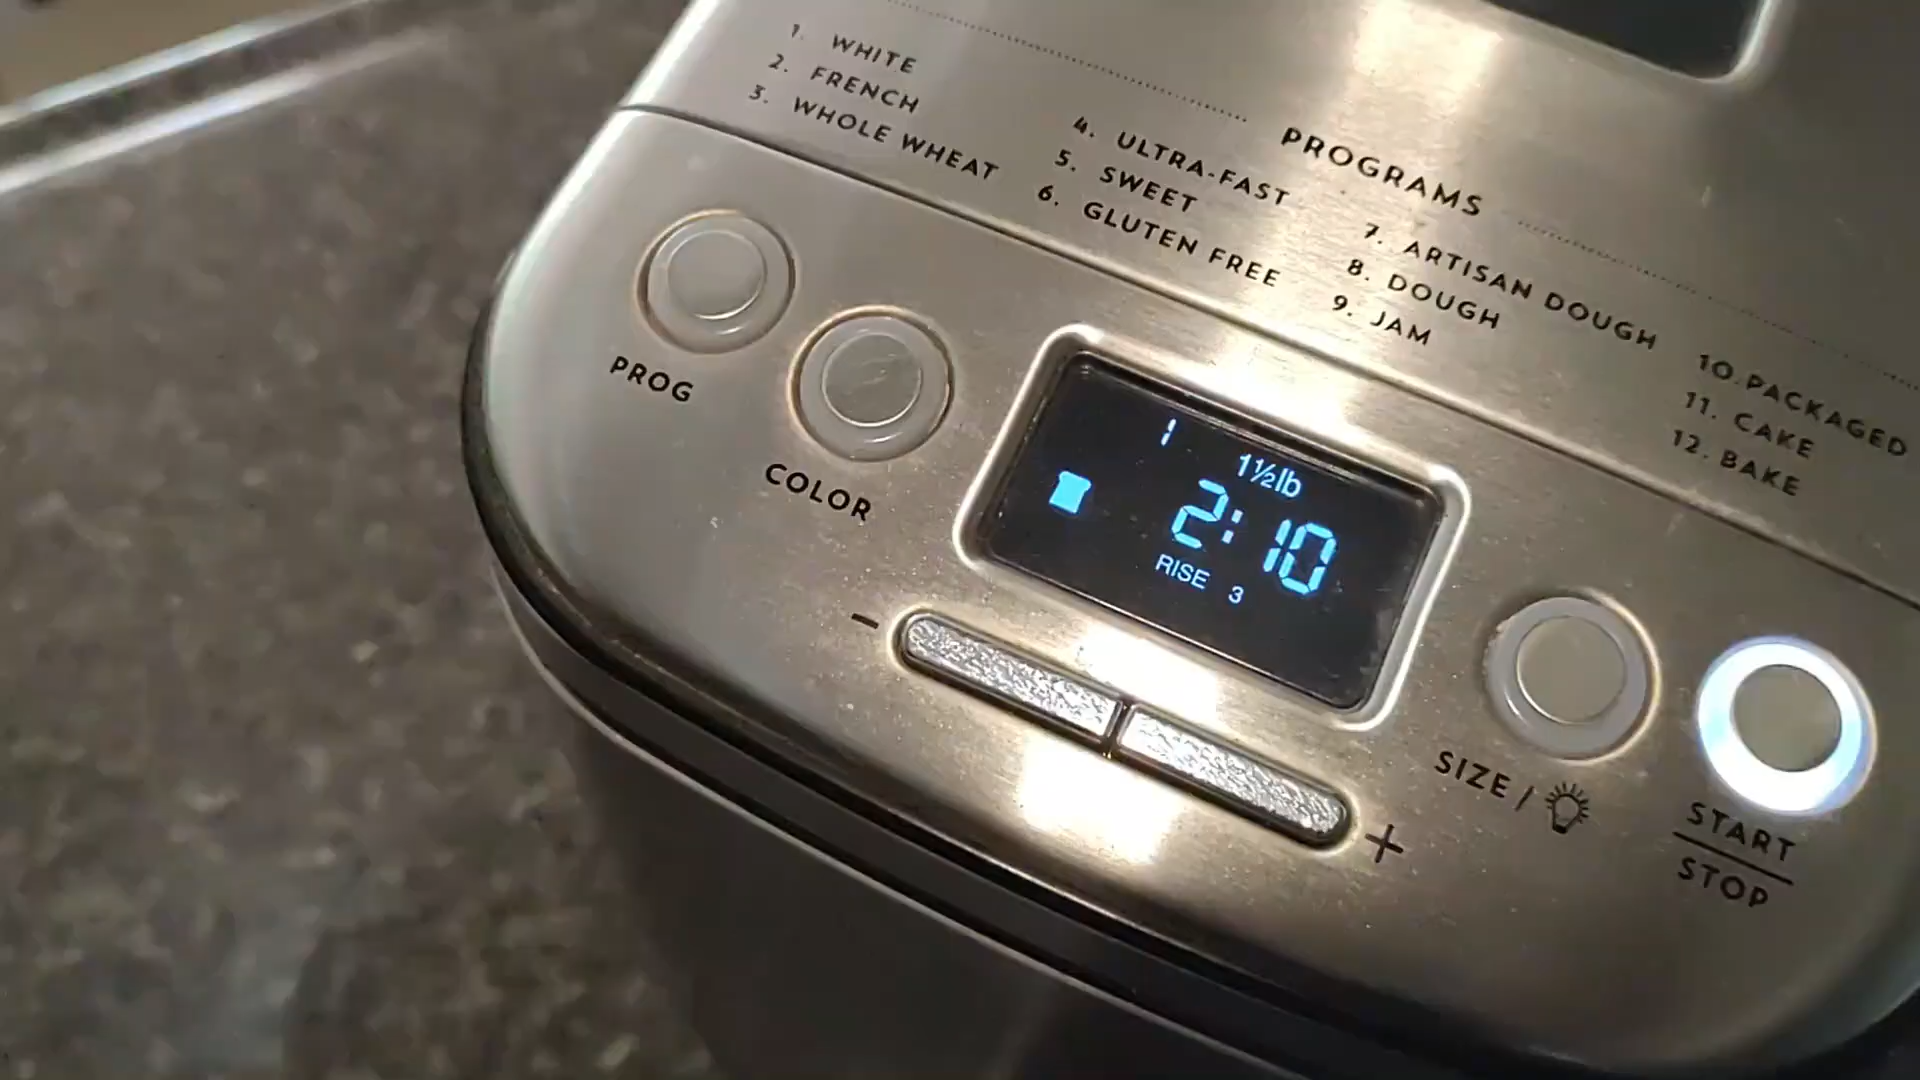 PROGRAMS
1. WHITE
2. FRENCH
3. WHOLE WHEAT
4. ULTRA-FAST
5. SWEET
6. GLUTEN FREE
7. ARTISAN DOUGH
8. DOUGH
9. JAM
10. PACKAGED
11. CAKE
12. BAKE
PROG
COLOR
1
1½lb
2:10
RISE 3
-
+
SIZE /
START
STOP